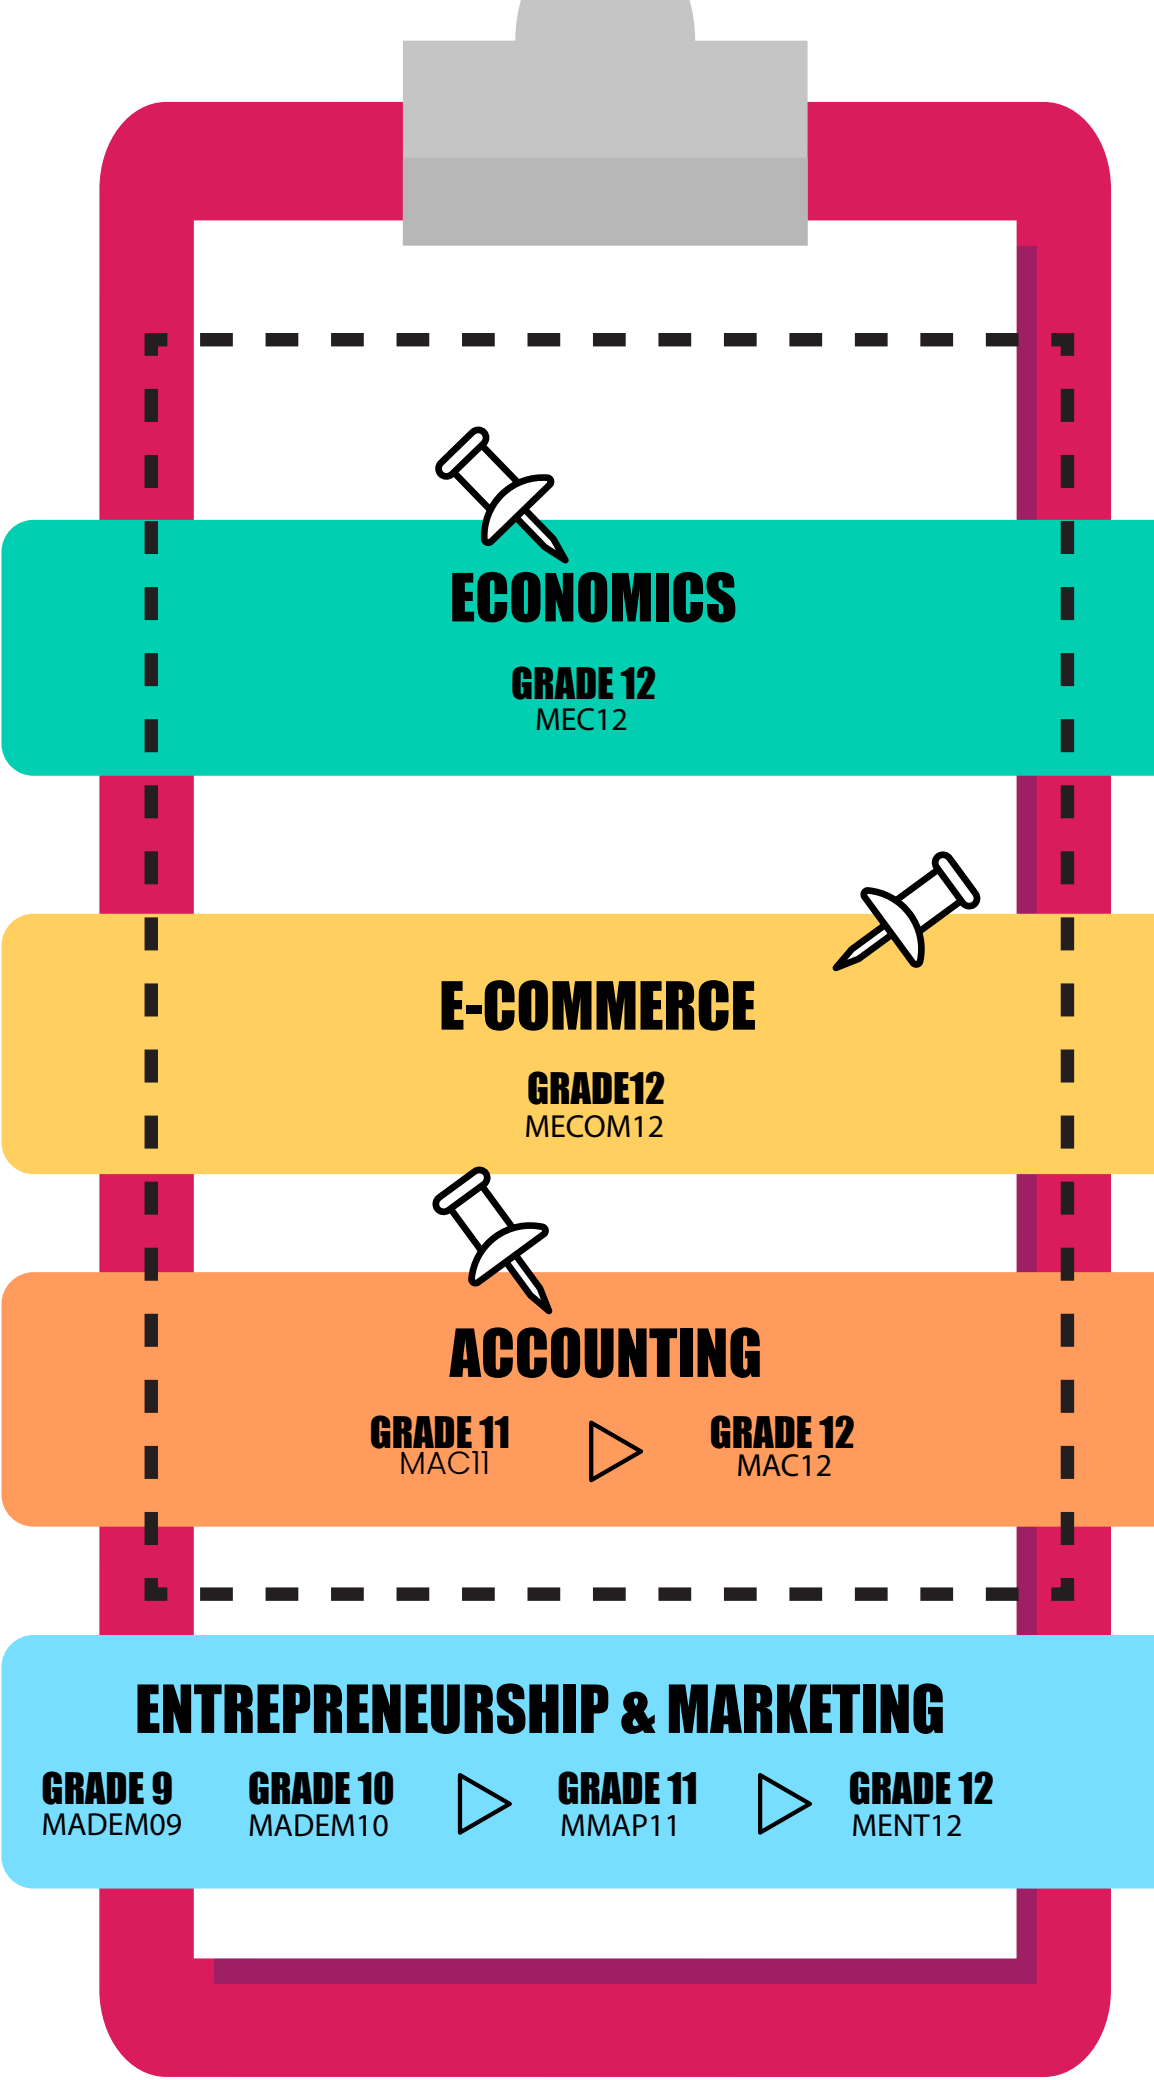 ECONOMICS
GRADE 12
MEC12
E-COMMERCE
GRADE12
MECOM12
ACCOUNTING
GRADE 11 GRADE 12
MAC11 MAC12
ENTREPRENEURSHIP & MARKETING
GRADE 9 GRADE 10 GRADE 11 GRADE 12
MADEM09 MADEM10 MMAP11 MENT12